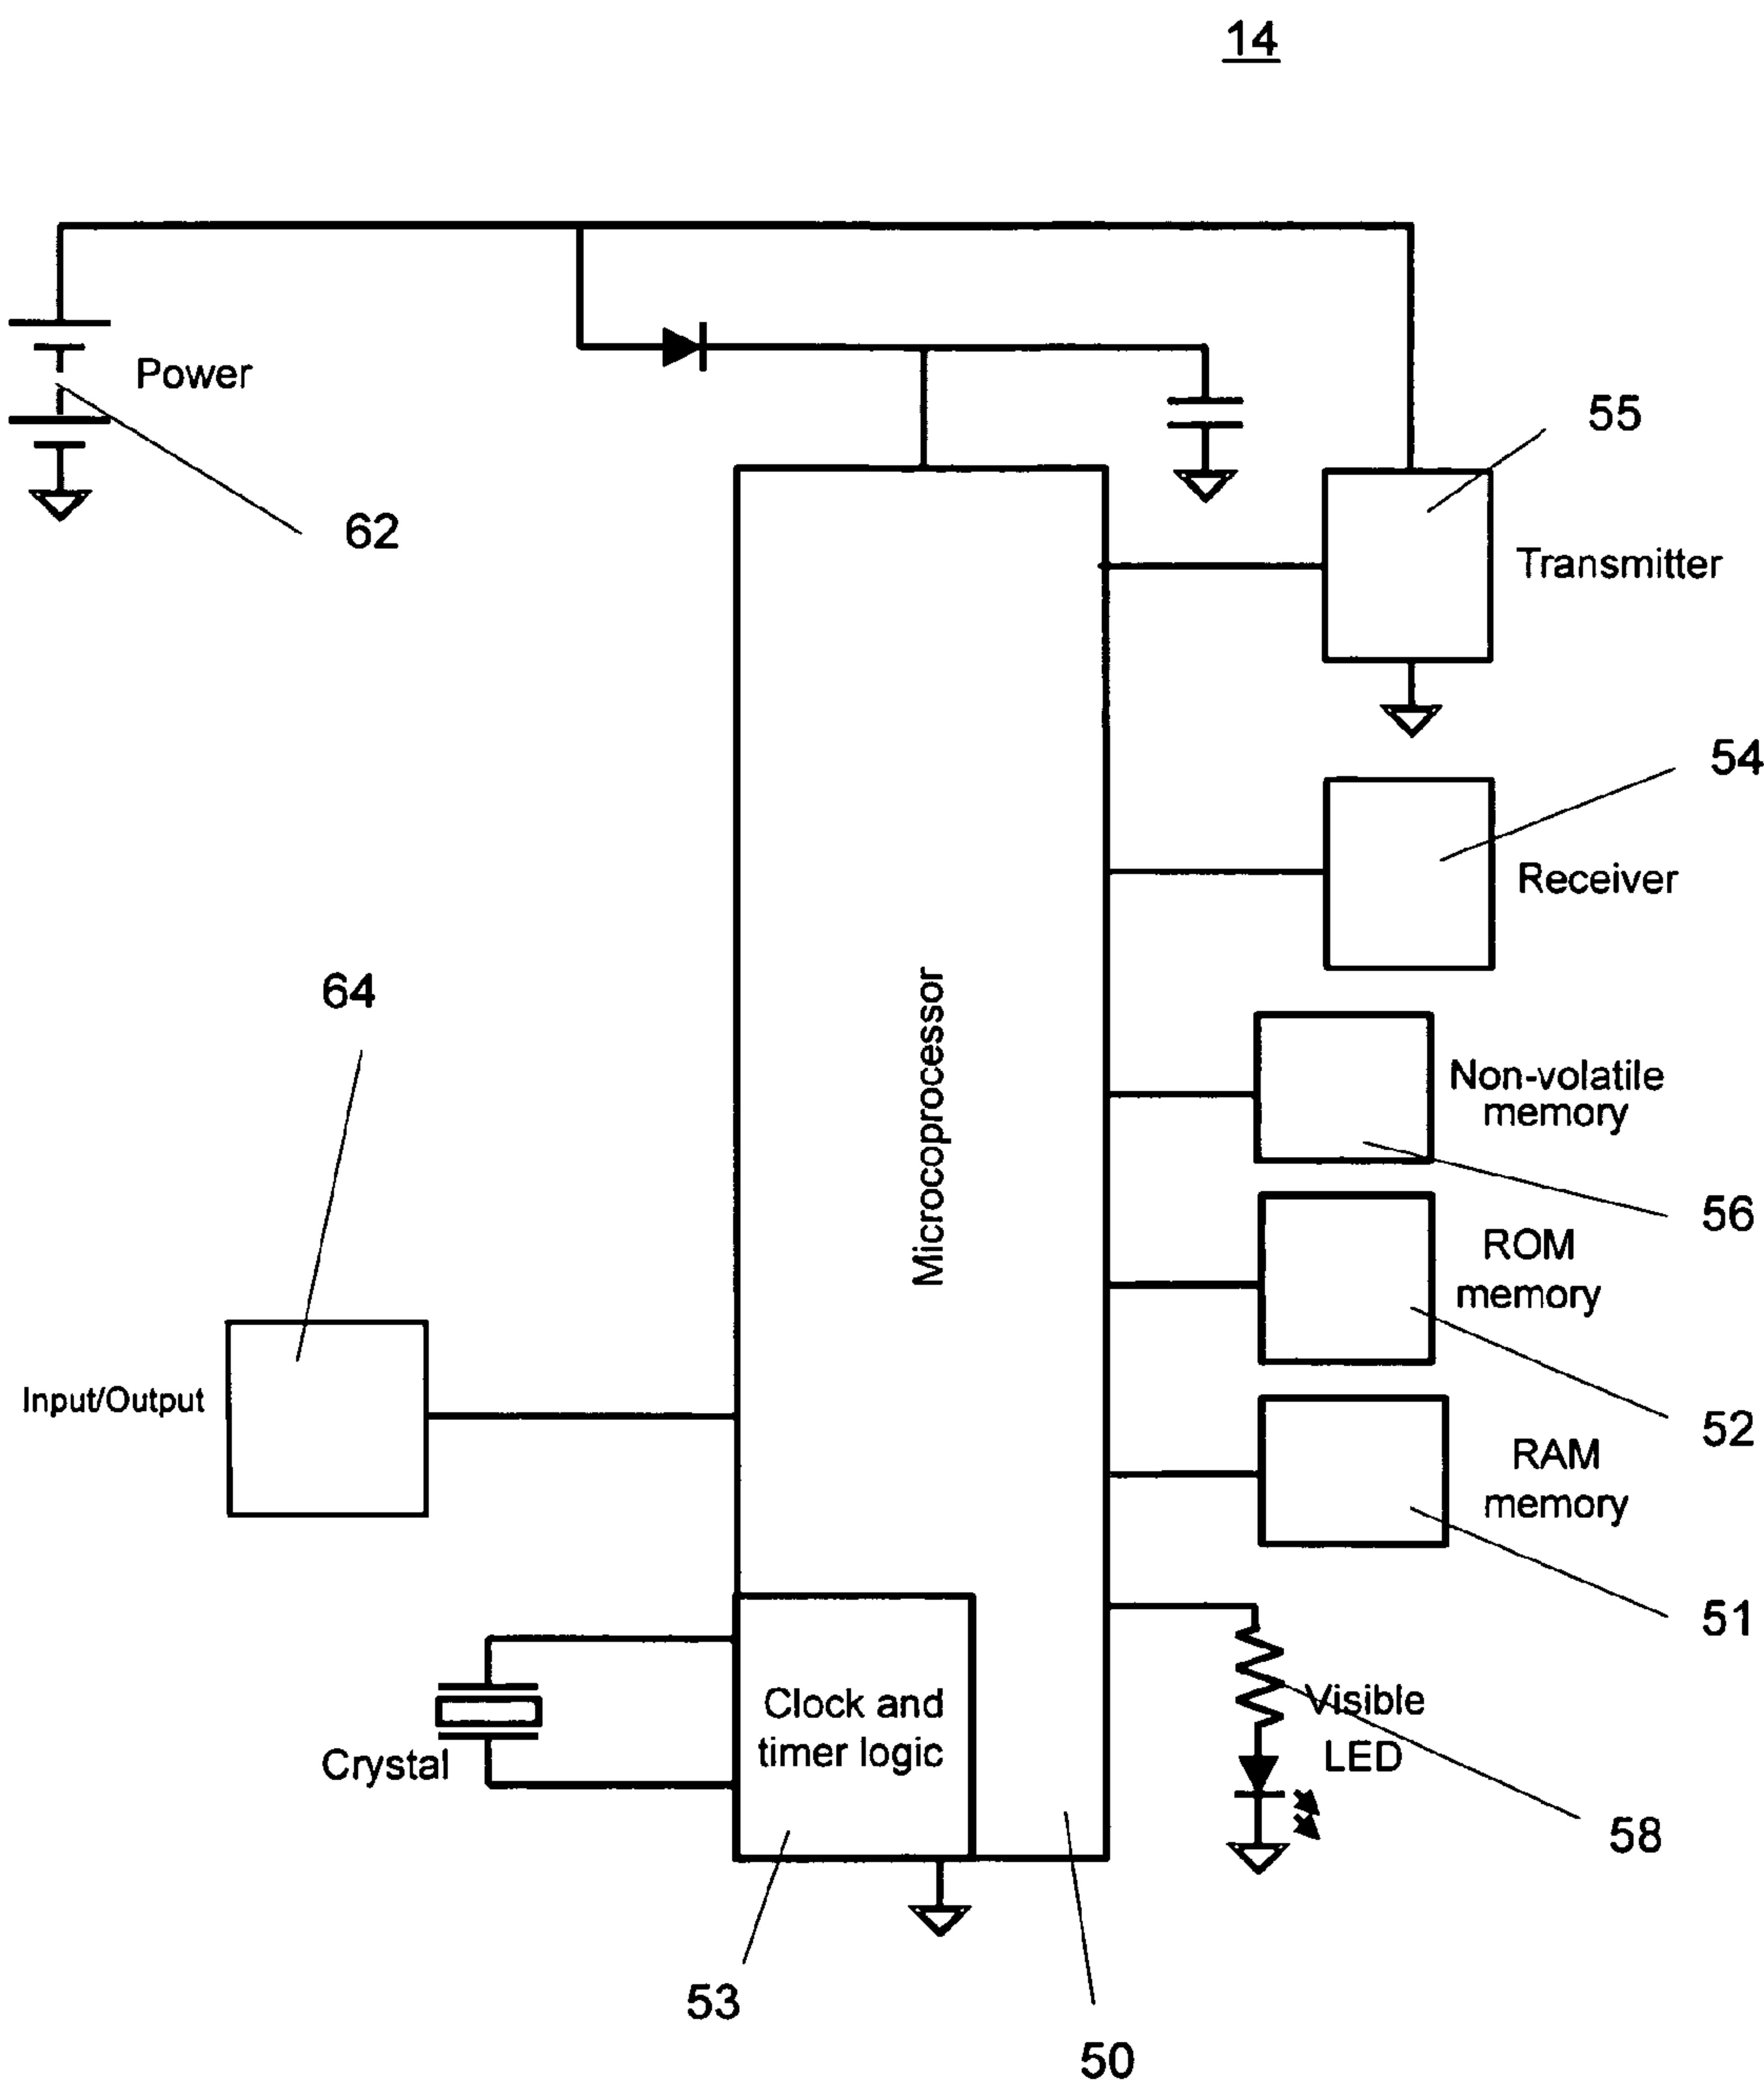 14
Power
62
55
Transmitter
54
Receiver
64
Microcoprocessor
Non-volatile
memory
56
ROM
memory
52
Input/Output
RAM
memory
51
Clock and
timer logic
Crystal
Visible
LED
58
53
50